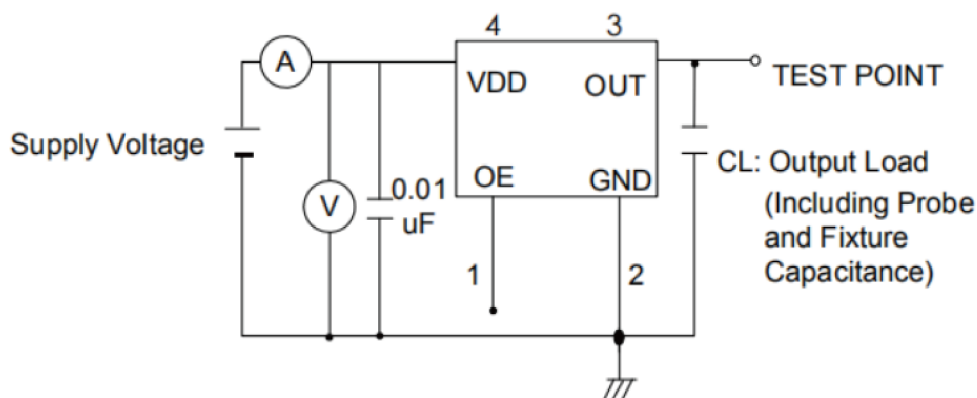 4
3
A
VDD
OUT
TEST POINT
Supply Voltage
CL: Output Load
OE
GND
0.01
(Including Probe
V
uF
and Fixture
1
2
Capacitance)